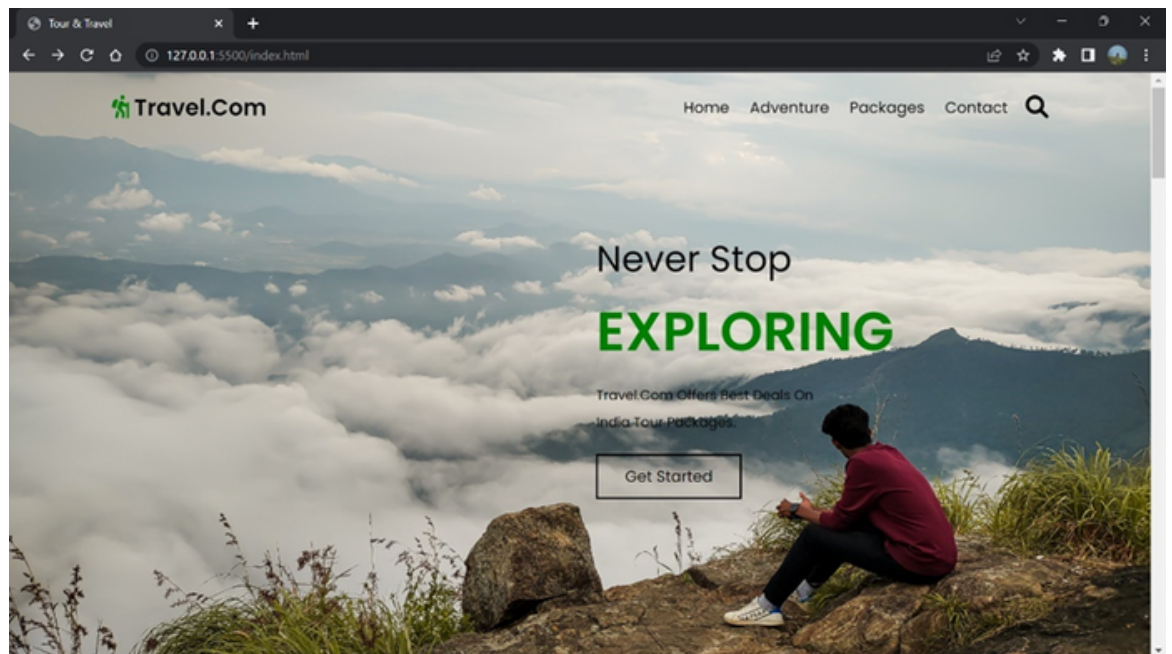 Tour & Travel
127.0.0.1:5500/index.html
Travel.Com
Home Adventure Packages Contact
Never Stop
EXPLORING
Travel.Com Offers Best Deals On
India Tour Packages.
Get Started